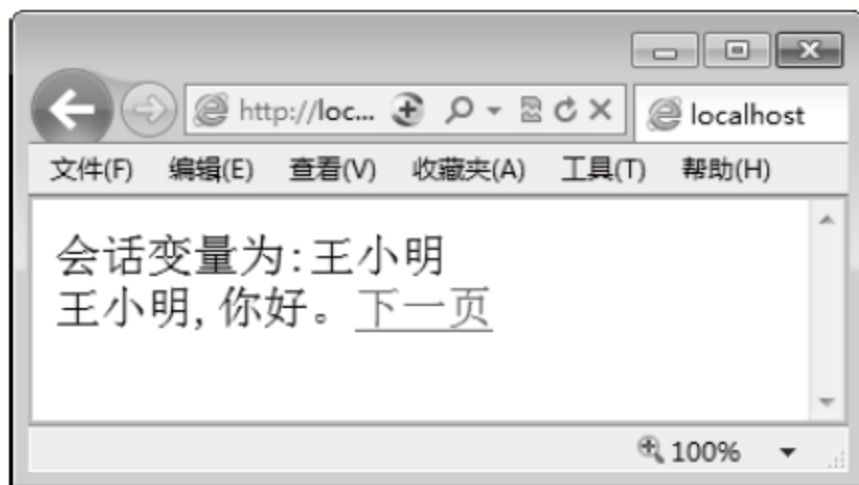 http://loc... localhost
文件(F) 编辑(E) 查看(V) 收藏夹(A) 工具(T) 帮助(H)
会话变量为:王小明
王小明,你好。下一页
100%